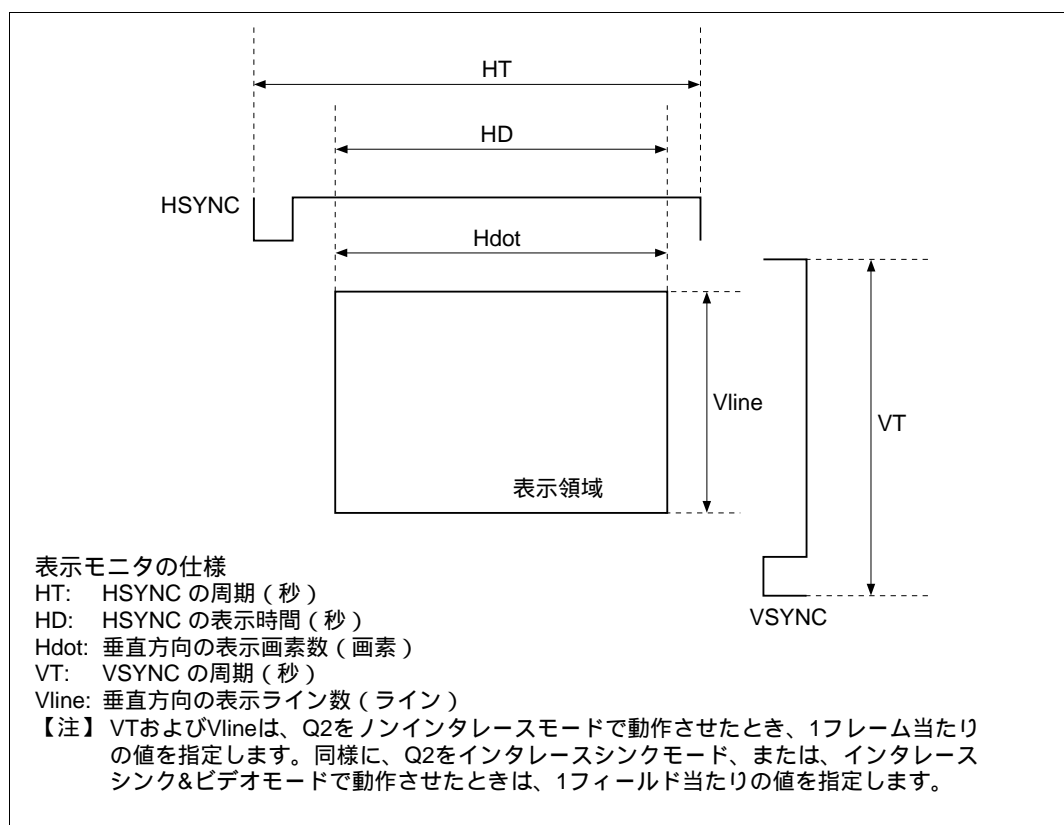 HT
HD
HSYNC
Hdot
Vline
VT
表示領域
VSYNC
表示モニタの仕様
HT: HSYNC の周期（秒）
HD: HSYNC の表示時間（秒）
Hdot: 垂直方向の表示画素数（画素）
VT: VSYNC の周期（秒）
Vline: 垂直方向の表示ライン数（ライン）
【注】 VTおよびVlineは、Q2をノンインタレースモードで動作させたとき、1フレーム当たり
の値を指定します。同様に、Q2をインタレースシンクモード、または、インタレース
シンク&ビデオモードで動作させたときは、1フィールド当たりの値を指定します。